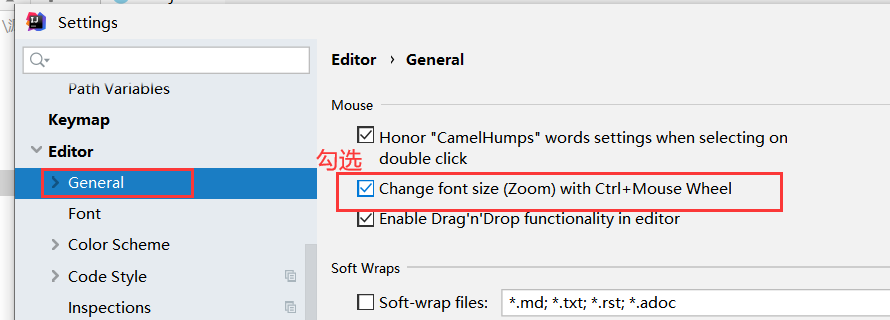 Settings
Path Variables
Keymap
Editor
General
Font
Color Scheme
Code Style
Inspections
Editor › General
Mouse
Honor "CamelHumps" words settings when selecting on
double click
勾选
Change font size (Zoom) with Ctrl+Mouse Wheel
Enable Drag'n'Drop functionality in editor
Soft Wraps
Soft-wrap files: *.md; *.txt; *.rst; *.adoc